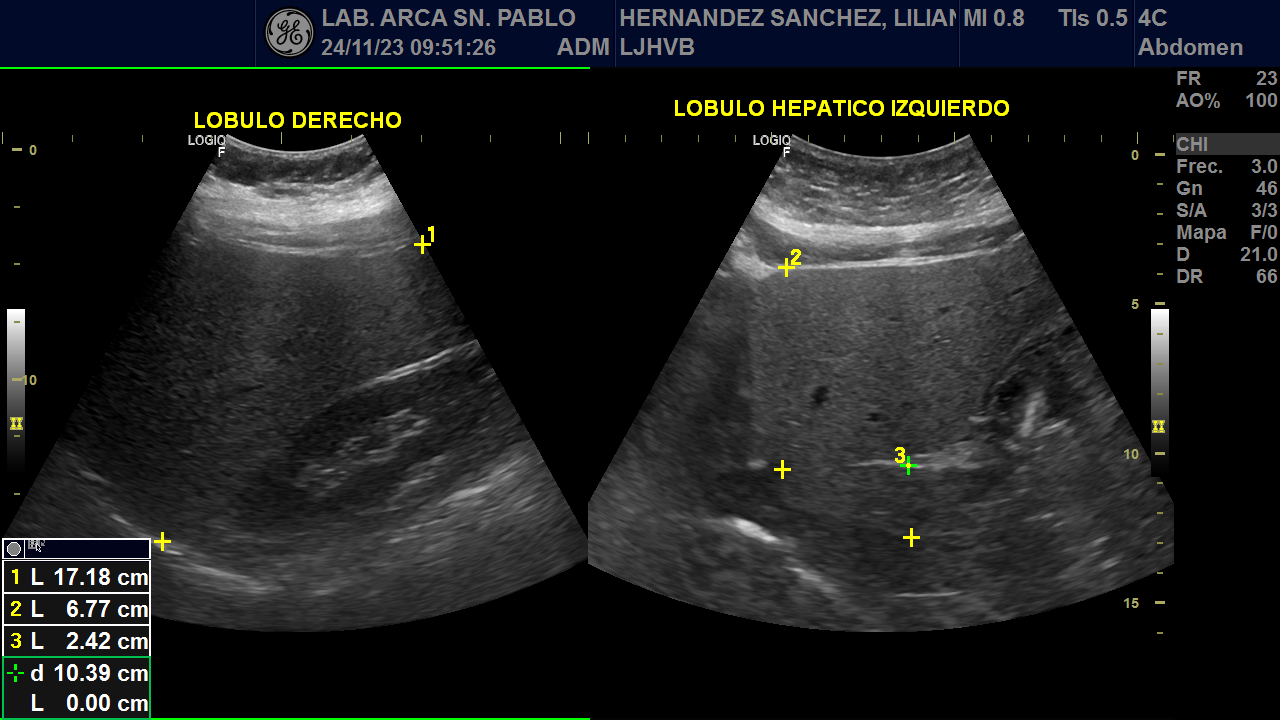 LAB. ARCA SN. PABLO
24/11/23 09:51:26 ADM
HERNANDEZ SANCHEZ, LILIAN
LJHVB
MI 0.8 TIs 0.5
4C
Abdomen
FR 23
AO% 100
CHI
Frec. 3.0
Gn 46
S/A 3/3
Mapa F/0
D 21.0
DR 66
LOBULO DERECHO
LOGIQ
F
0
10
1
LOBULO HEPATICO IZQUIERDO
LOGIQ
F
0
5
10
15
2
3
1 L 17.18 cm
2 L 6.77 cm
3 L 2.42 cm
d 10.39 cm
L 0.00 cm